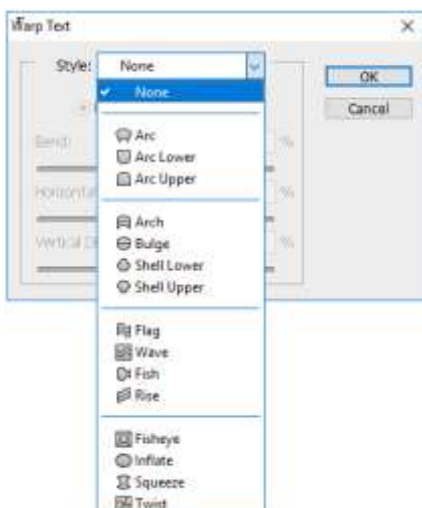 Warp Text
Style: None
OK
None
Cancel
Arc
Bend: %
Arc Lower
Arc Upper
Arch
Bulge
%
Shell Lower
Shell Upper
Flag
Wave
Fish
Rise
Fisheye
Inflate
Squeeze
Twist